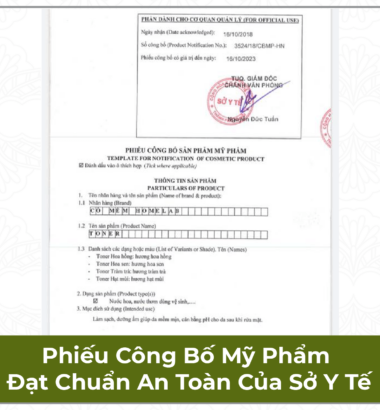 PHẦN DÀNH CHO CƠ QUAN QUẢN LÝ (FOR OFFICIAL USE)
Ngày nhận (Date acknowledged): 18/10/2018
Số công bố (Product Notification No.): 3524/18/CBMP-HN
Phiếu công bố có giá trị đến ngày: 18/10/2023
TUQ. GIÁM ĐỐC
CHÁNH VĂN PHÒNG
SỞ Y TẾ
Nguyễn Đức Tuấn
PHIẾU CÔNG BỐ SẢN PHẨM MỸ PHẨM
TEMPLATE FOR NOTIFICATION OF COSMETIC PRODUCT
☑ Đánh dấu vào ô thích hợp (Tick where applicable)
THÔNG TIN SẢN PHẨM
PARTICULARS OF PRODUCT
1. Tên nhãn hàng và tên sản phẩm (Name of brand & product):
1.1 Nhãn hàng (Brand)
CỎ MỀM HOMELAB
1.2 Tên sản phẩm (Product Name)
TONER
1.3 Danh sách các dạng hoặc màu (List of Variants or Shade). Tên (Names)
- Toner Hoa hồng: hương hoa hồng
- Toner Hoa sen: hương hoa sen
- Toner Tràm trà: hương tràm trà
- Toner Hạt mùi: hương hạt mùi
2. Dạng sản phẩm (Product type(s))
☑ Nước hoa, nước thơm dùng vệ sinh,....
3. Mục đích sử dụng (Intended use)
Làm sạch, dưỡng ẩm giúp da mềm mịn, cân bằng pH cho da sau khi rửa mặt.
Phiếu Công Bố Mỹ Phẩm
Đạt Chuẩn An Toàn Của Sở Y Tế